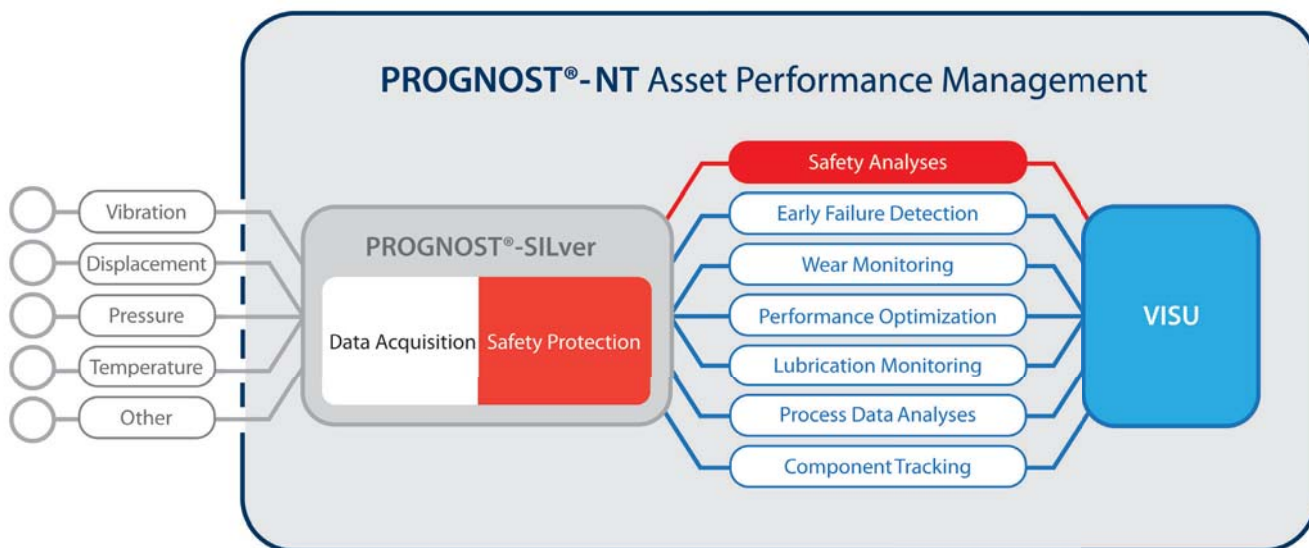 PROGNOST®-NT Asset Performance Management
Vibration
Displacement
Pressure
Temperature
Other
PROGNOST®-SILver
Data Acquisition
Safety Protection
Safety Analyses
Early Failure Detection
Wear Monitoring
Performance Optimization
Lubrication Monitoring
Process Data Analyses
Component Tracking
VISU